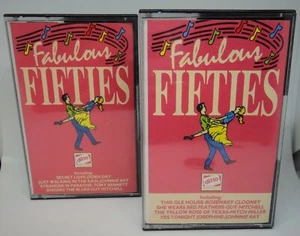 Fabulous
FIFTIES
Including:
SECRET LOVE-DORIS DAY
JUST WALKING IN THE RAIN-JOHNNIE RAY
STRANGER IN PARADISE-TONY BENNETT
SINGING THE BLUES-GUY MITCHELL
Fabulous
FIFTIES
Including:
THIS OLE HOUSE-ROSEMARY CLOONEY
SHE WEARS RED FEATHERS-GUY MITCHELL
THE YELLOW ROSE OF TEXAS-MITCH MILLER
YES TONIGHT JOSEPHINE-JOHNNIE RAY